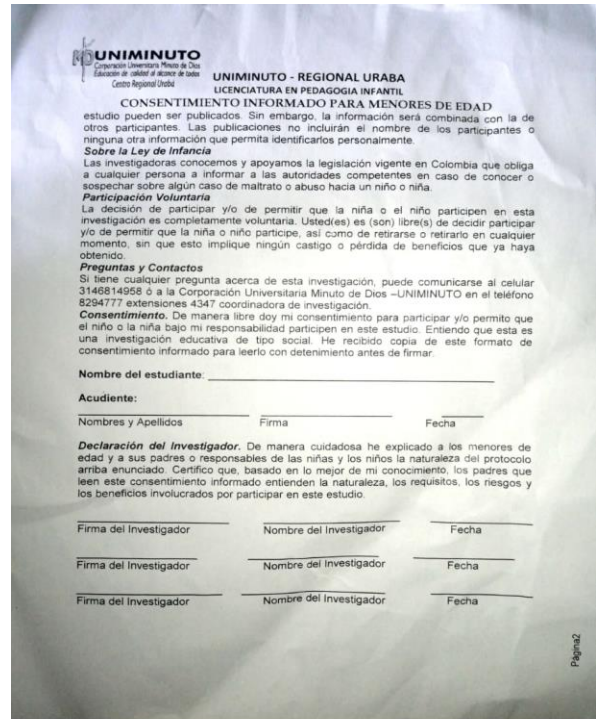 UNIMINUTO
Corporación Universitaria Minuto de Dios
Educación de calidad al alcance de todos
Centro Regional Urabá
UNIMINUTO - REGIONAL URABA
LICENCIATURA EN PEDAGOGIA INFANTIL
CONSENTIMIENTO INFORMADO PARA MENORES DE EDAD
estudio pueden ser publicados. Sin embargo, la información será combinada con la de
otros participantes. Las publicaciones no incluirán el nombre de los participantes o
ninguna otra información que permita identificarlos personalmente.
Sobre la Ley de Infancia
Las investigadoras conocemos y apoyamos la legislación vigente en Colombia que obliga
a cualquier persona a informar a las autoridades competentes en caso de conocer o
sospechar sobre algún caso de maltrato o abuso hacia un niño o niña.
Participación Voluntaria
La decisión de participar y/o de permitir que la niña o el niño participen en esta
investigación es completamente voluntaria. Usted(es) es (son) libre(s) de decidir participar
y/o de permitir que la niña o niño participe, así como de retirarse o retirarlo en cualquier
momento, sin que esto implique ningún castigo o pérdida de beneficios que ya haya
obtenido.
Preguntas y Contactos
Si tiene cualquier pregunta acerca de esta investigación, puede comunicarse al celular
3146814958 ó a la Corporación Universitaria Minuto de Dios –UNIMINUTO en el teléfono
8294777 extensiones 4347 coordinadora de investigación.
Consentimiento. De manera libre doy mi consentimiento para participar y/o permito que
el niño o la niña bajo mi responsabilidad participen en este estudio. Entiendo que esta es
una investigación educativa de tipo social. He recibido copia de este formato de
consentimiento informado para leerlo con detenimiento antes de firmar.
Nombre del estudiante:
Acudiente:
Nombres y Apellidos Firma Fecha
Declaración del Investigador. De manera cuidadosa he explicado a los menores de
edad y a sus padres o responsables de las niñas y los niños la naturaleza del protocolo
arriba enunciado. Certifico que, basado en lo mejor de mi conocimiento, los padres que
leen este consentimiento informado entienden la naturaleza, los requisitos, los riesgos y
los beneficios involucrados por participar en este estudio.
Firma del Investigador Nombre del Investigador Fecha
Firma del Investigador Nombre del Investigador Fecha
Firma del Investigador Nombre del Investigador Fecha
Página2